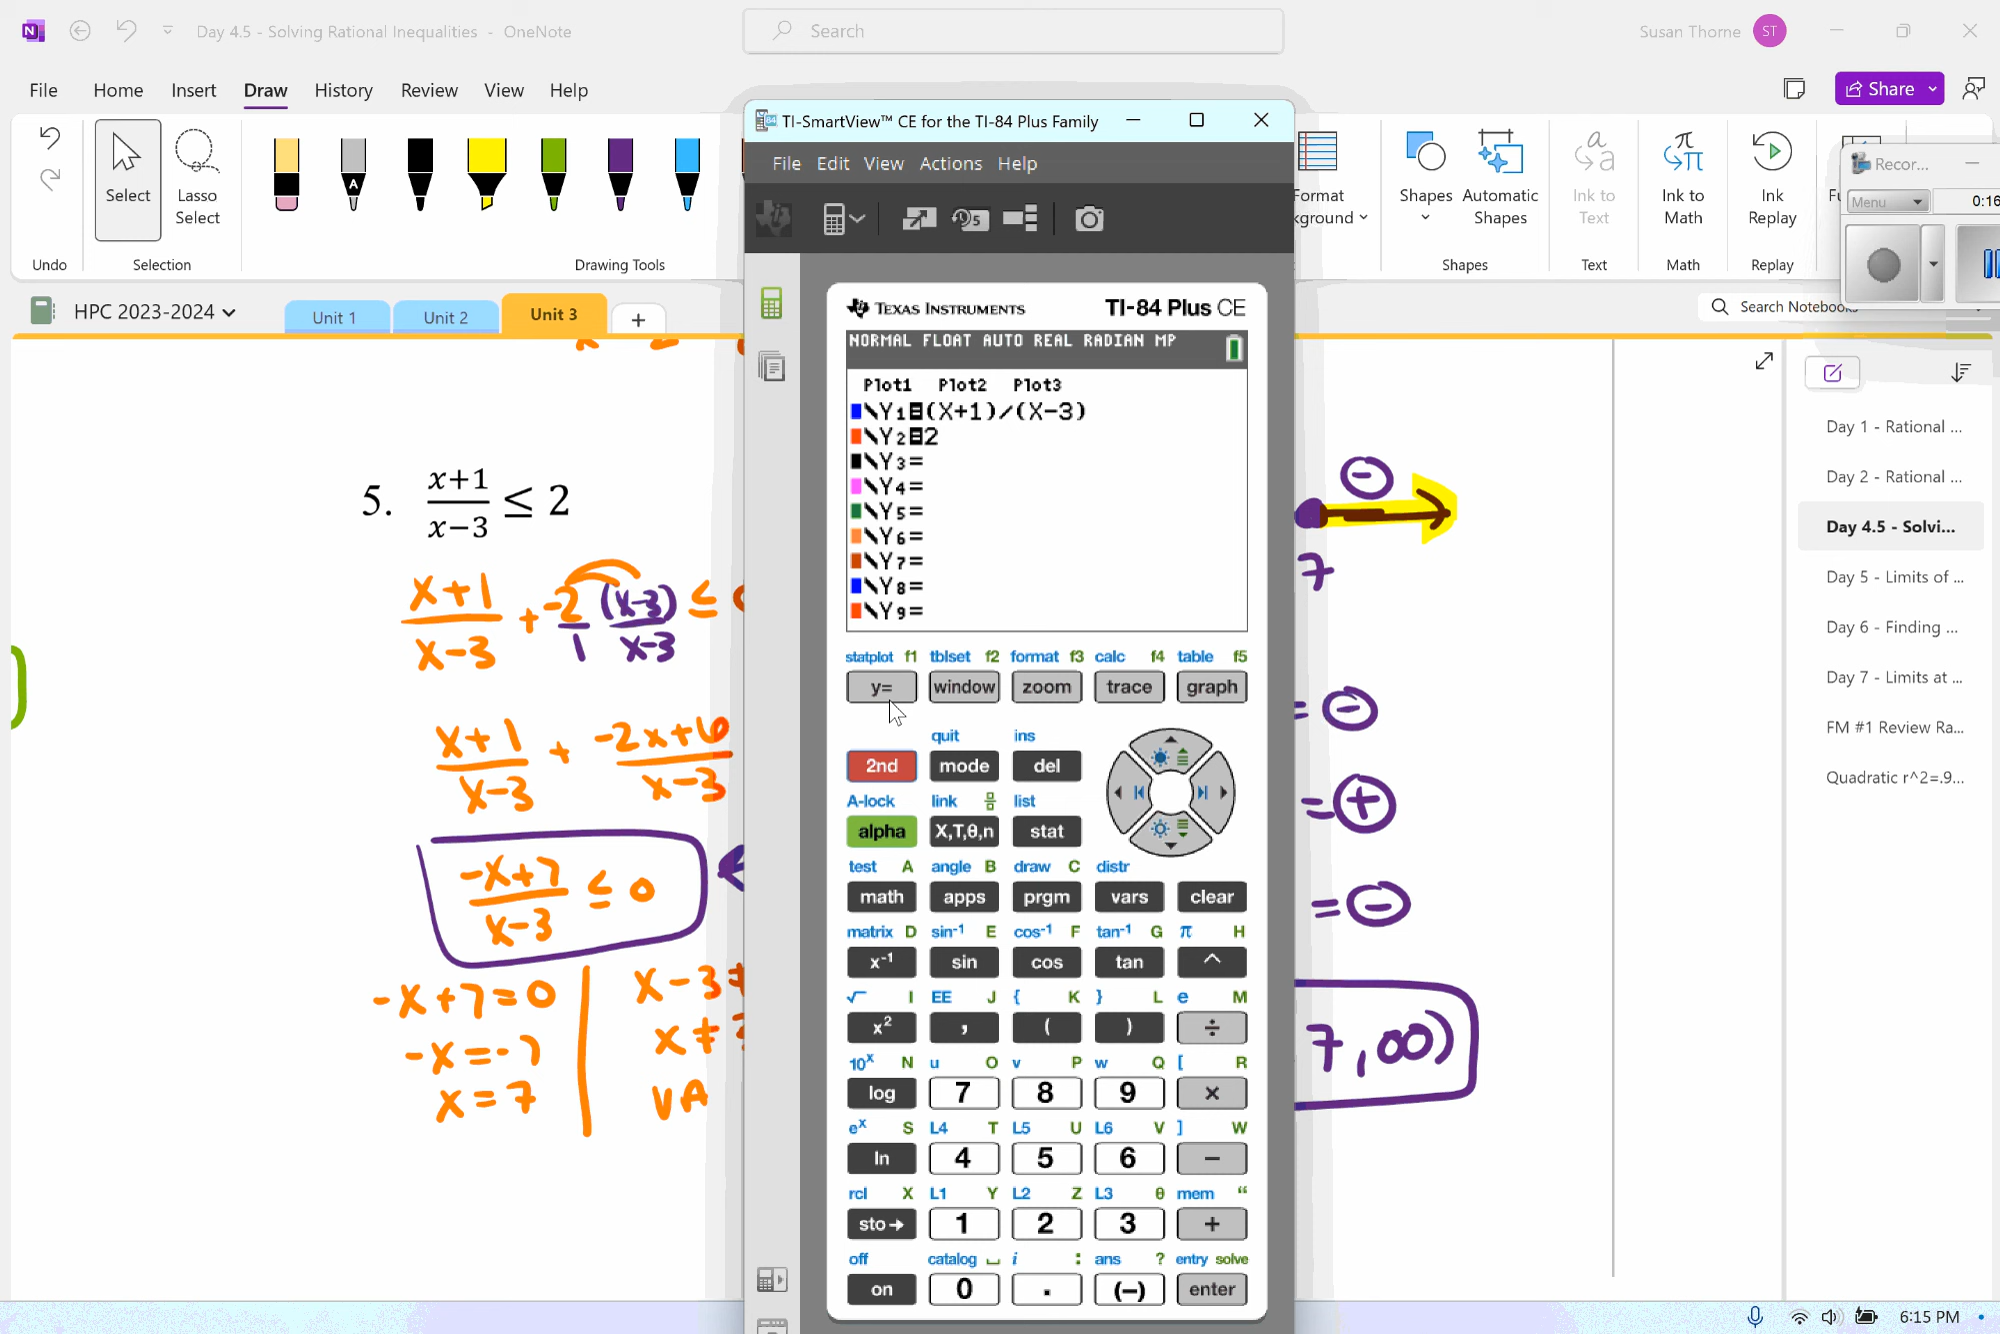 Day 4.5 - Solving Rational Inequalities - OneNote
Search
Susan Thorne ST
File Home Insert Draw History Review View Help
Share
Undo
Select
Lasso Select
Selection
Drawing Tools
Format
kground
Shapes
Automatic Shapes
Shapes
Ink to Text
Text
Ink to Math
Math
Ink Replay
Replay
Recor...
Menu
0:16
HPC 2023-2024
Unit 1
Unit 2
Unit 3
+
Search Notebooks
Day 1 - Rational ...
Day 2 - Rational ...
Day 4.5 - Solvi...
Day 5 - Limits of ...
Day 6 - Finding ...
Day 7 - Limits at ...
FM #1 Review Ra...
Quadratic r^2=.9...
5. x+1/x−3 ≤ 2
x+1/x-3 + -2/1 (x-3)/x-3 ≤
x+1/x-3 + -2x+6/x-3
-x+7/x-3 ≤ 0
-x+7=0
-x=-7
x=7
x-3≠
x≠
VA
-
7
= -
= +
= -
7,∞)
TI-SmartView™ CE for the TI-84 Plus Family
File Edit View Actions Help
TEXAS INSTRUMENTS TI-84 Plus CE
NORMAL FLOAT AUTO REAL RADIAN MP
Plot1 Plot2 Plot3
\Y1=(X+1)/(X-3)
\Y2=2
\Y3=
\Y4=
\Y5=
\Y6=
\Y7=
\Y8=
\Y9=
statplot f1 tblset f2 format f3 calc f4 table f5
y= window zoom trace graph
quit ins
2nd mode del
A-lock link list
alpha X,T,θ,n stat
test A angle B draw C distr
math apps prgm vars clear
matrix D sin⁻¹ E cos⁻¹ F tan⁻¹ G π H
x⁻¹ sin cos tan ^
√ I EE J { K } L e M
x² , ( ) ÷
10ˣ N u O v P w Q [ R
log 7 8 9 ×
eˣ S L4 T L5 U L6 V ] W
ln 4 5 6 −
rcl X L1 Y L2 Z L3 θ mem “
sto→ 1 2 3 +
off catalog i : ans ? entry solve
on 0 . (−) enter
6:15 PM